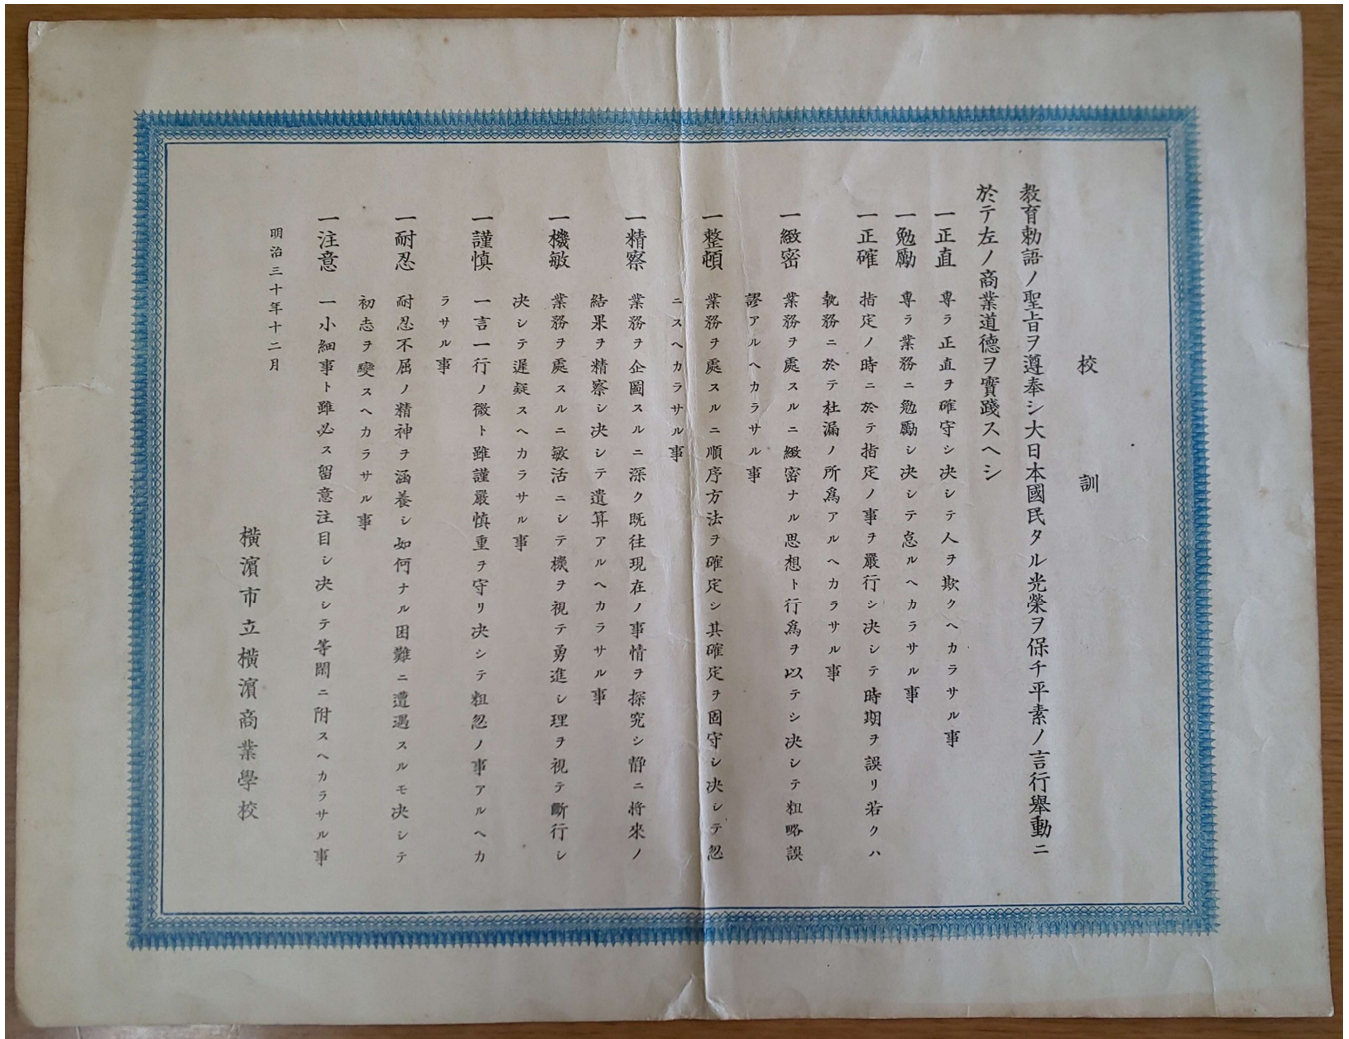 校訓
教育勅語ノ聖旨ヲ遵奉シ大日本國民タル光榮ヲ保チ平素ノ言行擧動ニ
於テ左ノ商業道德ヲ實踐スヘシ
一正直 專ラ正直ヲ確守シ决シテ人ヲ欺クヘカラサル事
一勉勵 專ラ業務ニ勉勵シ决シテ怠ルヘカラサル事
一正確 指定ノ時ニ於テ指定ノ事ヲ嚴行シ决シテ時期ヲ誤リ若クハ
執務ニ於テ杜漏ノ所爲アルヘカラサル事
一緻密 業務ヲ處スルニ緻密ナル思想ト行爲ヲ以テシ决シテ粗略誤
謬アルヘカラサル事
一整頓 業務ヲ處スルニ順序方法ヲ確定シ其確定ヲ固守シ决シテ忽
ニスヘカラサル事
一精察 業務ヲ企圖スルニ深ク既往現在ノ事情ヲ探究シ靜ニ將來ノ
結果ヲ精察シ决シテ遺算アルヘカラサル事
一機敏 業務ヲ處スルニ敏活ニシテ機ヲ視テ勇進シ理ヲ視テ斷行シ
决シテ遲疑スヘカラサル事
一謹愼 一言一行ノ微ト雖謹嚴愼重ヲ守リ决シテ粗忽ノ事アルヘカ
ラサル事
一耐忍 耐忍不屈ノ精神ヲ涵養シ如何ナル困難ニ遭遇スルモ决シテ
初志ヲ變スヘカラサル事
一注意 一小細事ト雖必ス留意注目シ决シテ等閑ニ附スヘカラサル事
明治三十年十二月
橫濱市立橫濱商業學校